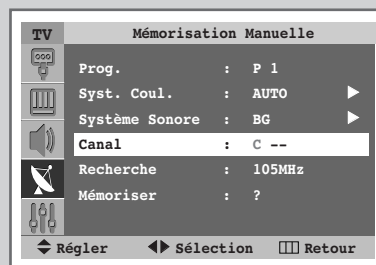 TV Mémorisation Manuelle
Prog. : P 1
Syst. Coul. : AUTO
Système Sonore : BG
Canal : C --
Recherche : 105MHz
Mémoriser : ?
Régler Sélection Retour